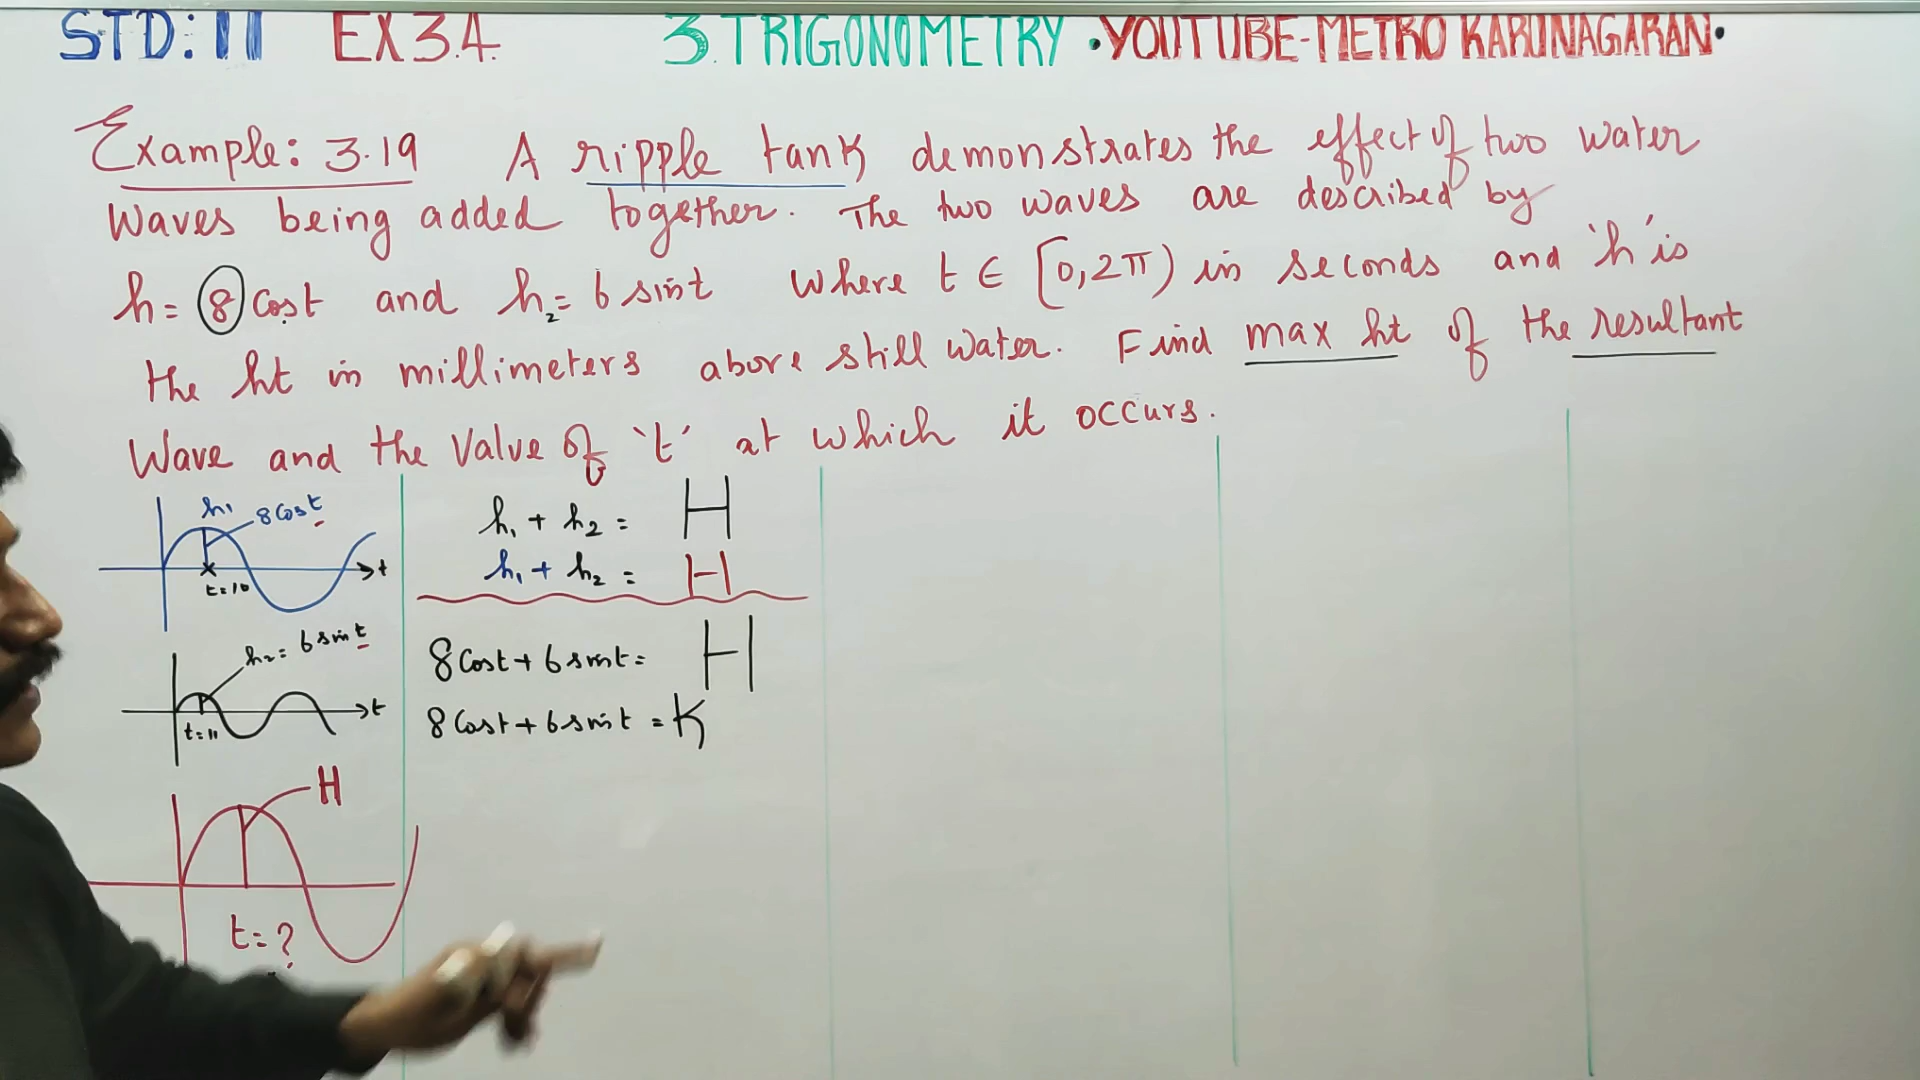 STD: 11 EX 3.4 3. TRIGONOMETRY • YOUTUBE-METRO KARUNAGARAN •
Example: 3.19 A ripple tank demonstrates the effect of two water
waves being added together. The two waves are described by
h = 8 cost and h₂ = 6 sint where t ∈ [0, 2π) in seconds and 'h' is
the ht in millimeters above still water. Find max ht of the resultant
wave and the value of 't' at which it occurs.
h₁ 8 cost
t
t = 10
h₂ = 6 sint
t
t = 11
H
t = ?
h₁ + h₂ = H
h₁ + h₂ = H
8 cost + 6 sint = H
8 cost + 6 sint = K